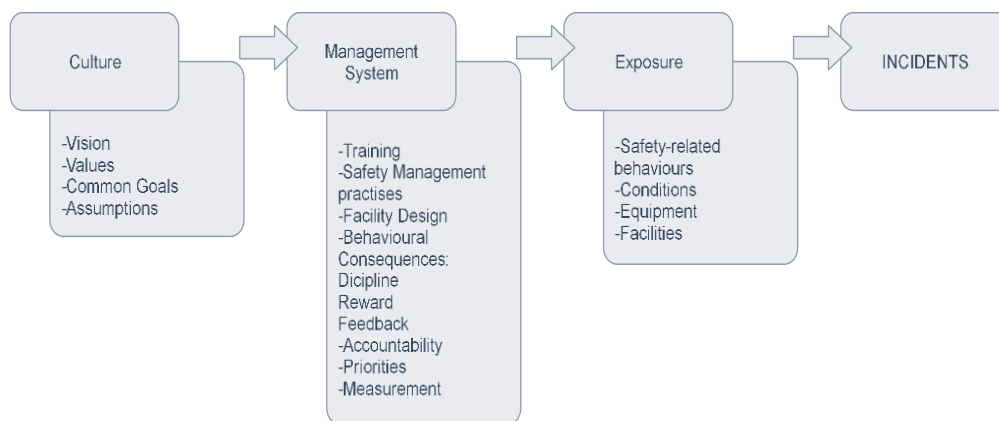 Culture
-Vision
-Values
-Common Goals
-Assumptions
Management
System
-Training
-Safety Management
practises
-Facility Design
-Behavioural
Consequences:
Dicipline
Reward
Feedback
-Accountability
-Priorities
-Measurement
Exposure
-Safety-related
behaviours
-Conditions
-Equipment
-Facilities
INCIDENTS